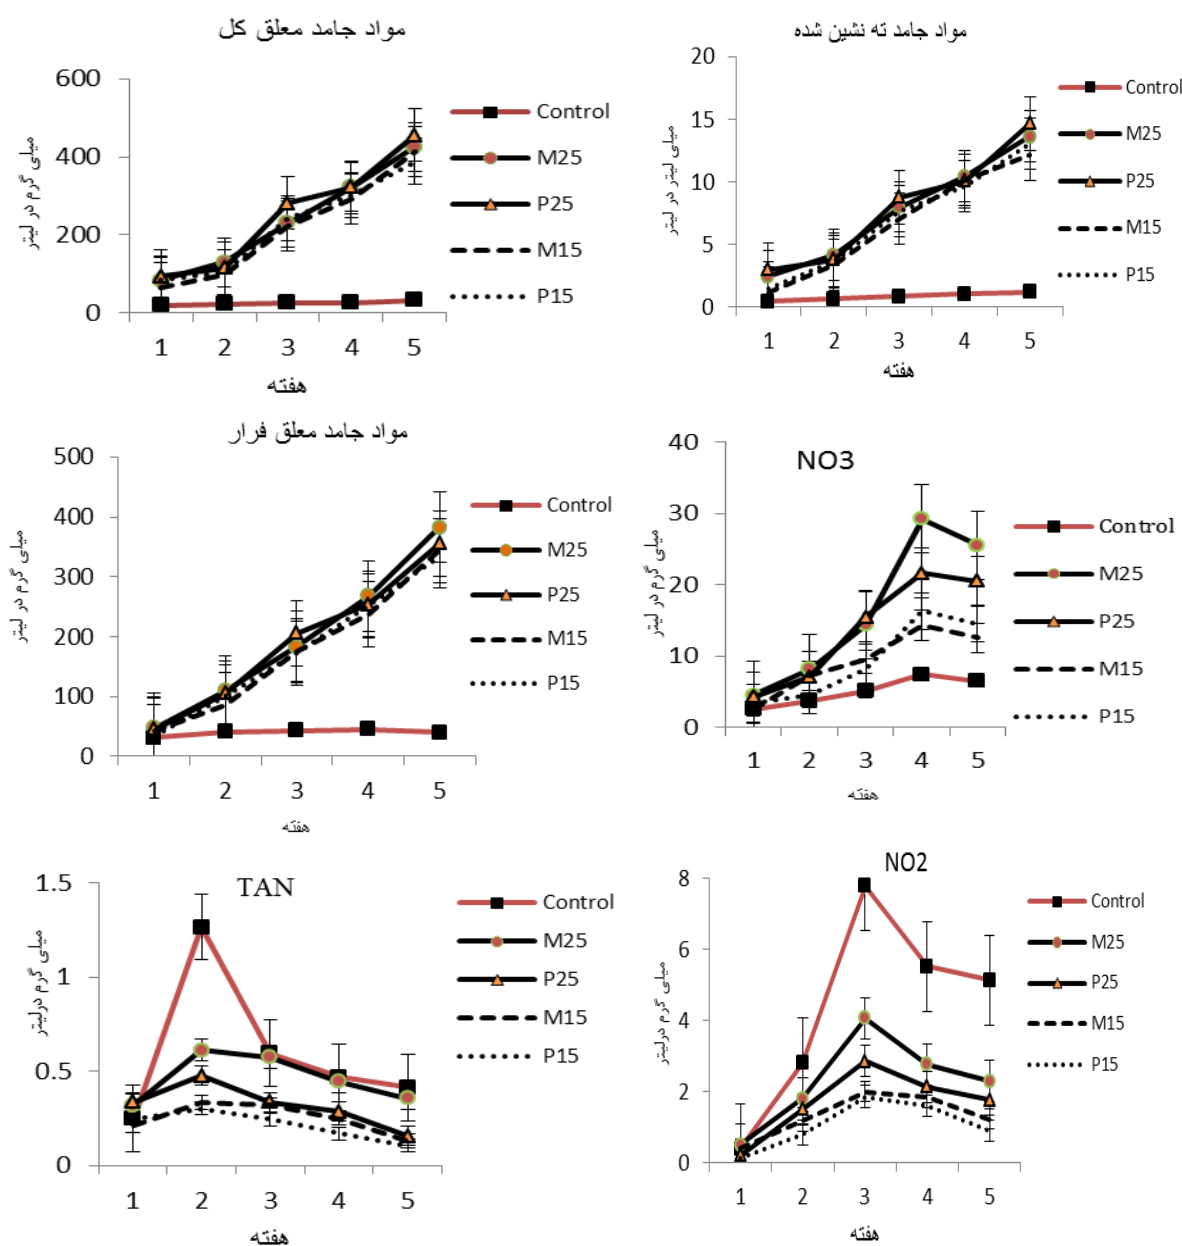 مواد جامد معلق کل
میلی گرم در لیتر
600
400
200
0
1 2 3 4 5
هفته
Control
M25
P25
M15
P15
مواد جامد ته نشین شده
میلی لیتر در لیتر
20
15
10
5
0
1 2 3 4 5
هفته
Control
M25
P25
M15
P15
مواد جامد معلق فرار
میلی گرم در لیتر
500
400
300
200
100
0
1 2 3 4 5
هفته
Control
M25
P25
M15
P15
NO3
میلی گرم در لیتر
40
30
20
10
0
1 2 3 4 5
هفته
Control
M25
P25
M15
P15
TAN
میلی گرم درلیتر
1.5
1
0.5
0
1 2 3 4 5
هفته
Control
M25
P25
M15
P15
NO2
میلی گرم درلیتر
8
6
4
2
0
1 2 3 4 5
هفته
Control
M25
P25
M15
P15